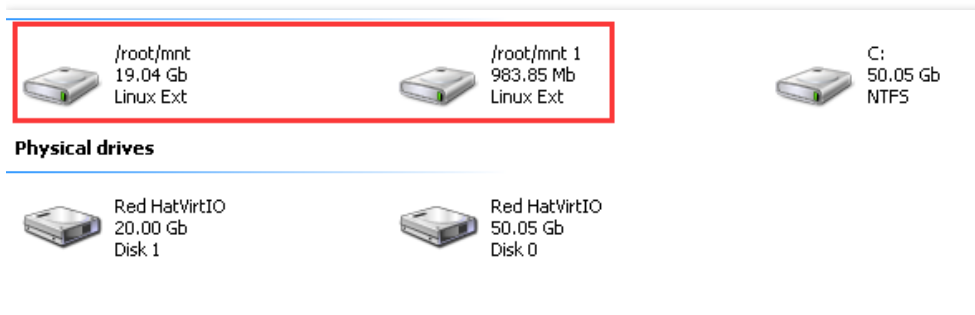 /root/mnt
19.04 Gb
Linux Ext
/root/mnt 1
983.85 Mb
Linux Ext
C:
50.05 Gb
NTFS
Physical drives
Red HatVirtIO
20.00 Gb
Disk 1
Red HatVirtIO
50.05 Gb
Disk 0